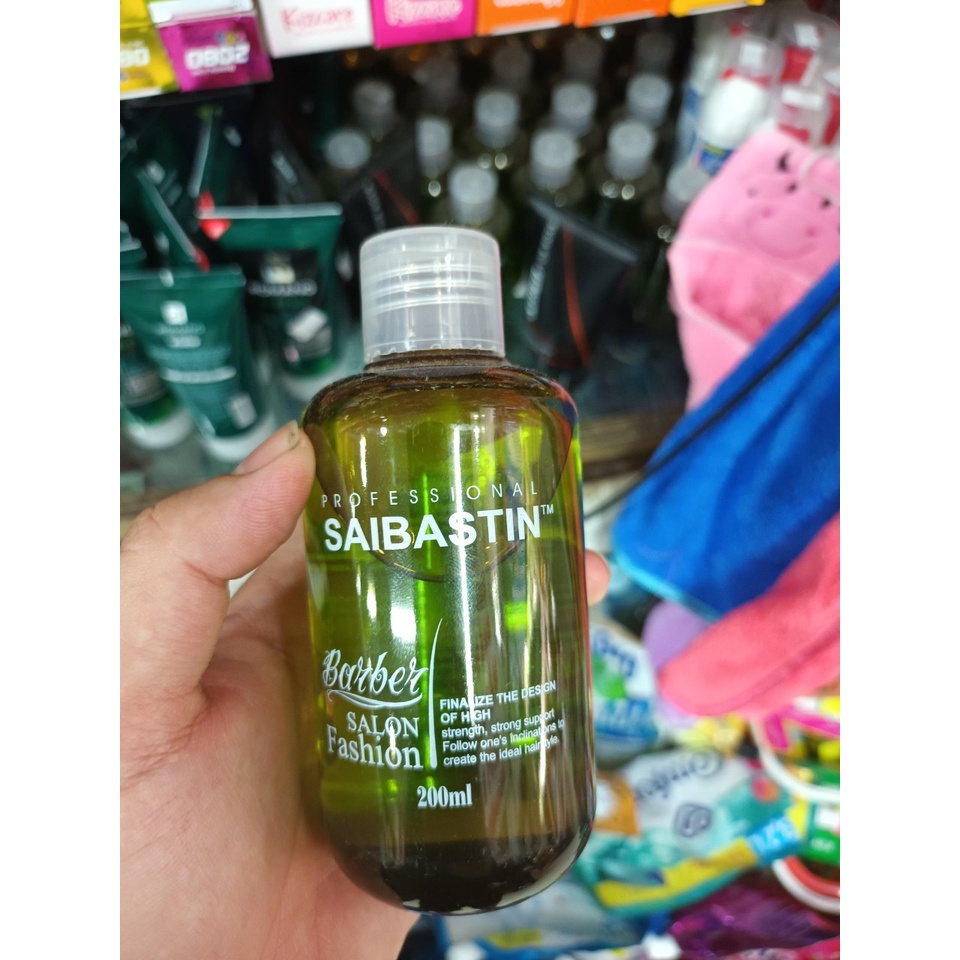 PROFESSIONAL
SAIBASTIN™
Barber
SALON
Fashion
FINALIZE THE DESIGN
OF HIGH
strength, strong support
Follow one's Inclinations to
create the ideal hairstyle.
200ml